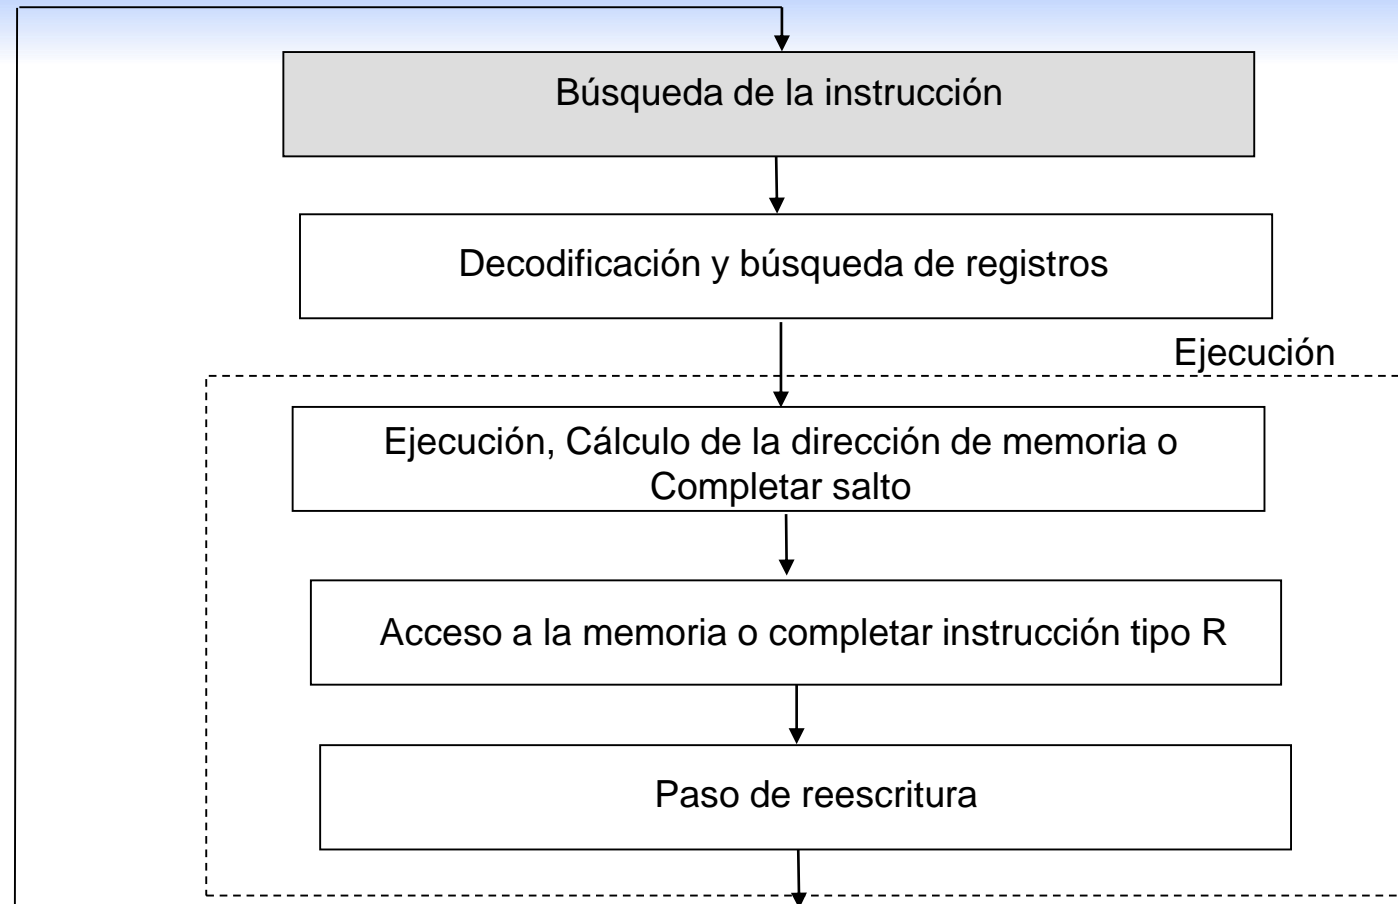 Búsqueda de la instrucción
Decodificación y búsqueda de registros
Ejecución
Ejecución, Cálculo de la dirección de memoria o
Completar salto
Acceso a la memoria o completar instrucción tipo R
Paso de reescritura